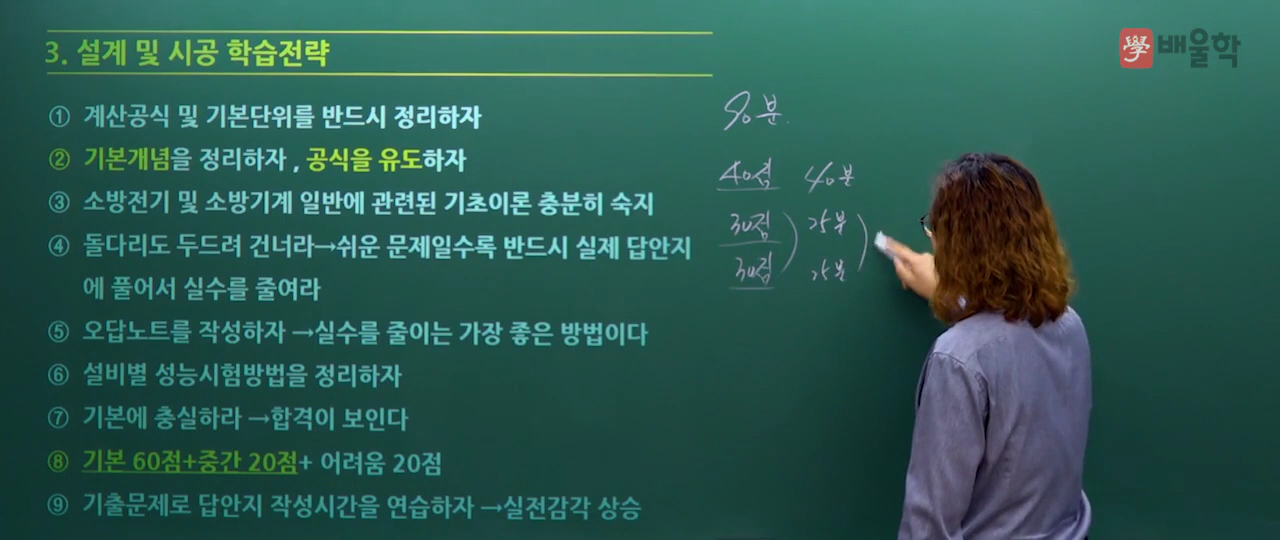 3. 설계 및 시공 학습전략
學 배울학
① 계산공식 및 기본단위를 반드시 정리하자
② 기본개념을 정리하자 , 공식을 유도하자
③ 소방전기 및 소방기계 일반에 관련된 기초이론 충분히 숙지
④ 돌다리도 두드려 건너라→쉬운 문제일수록 반드시 실제 답안지
에 풀어서 실수를 줄여라
⑤ 오답노트를 작성하자 →실수를 줄이는 가장 좋은 방법이다
⑥ 설비별 성능시험방법을 정리하자
⑦ 기본에 충실하라 →합격이 보인다
⑧ 기본 60점+중간 20점+ 어려움 20점
⑨ 기출문제로 답안지 작성시간을 연습하자 →실전감각 상승
90분.
40점 40분
30점 25분
30점 25분